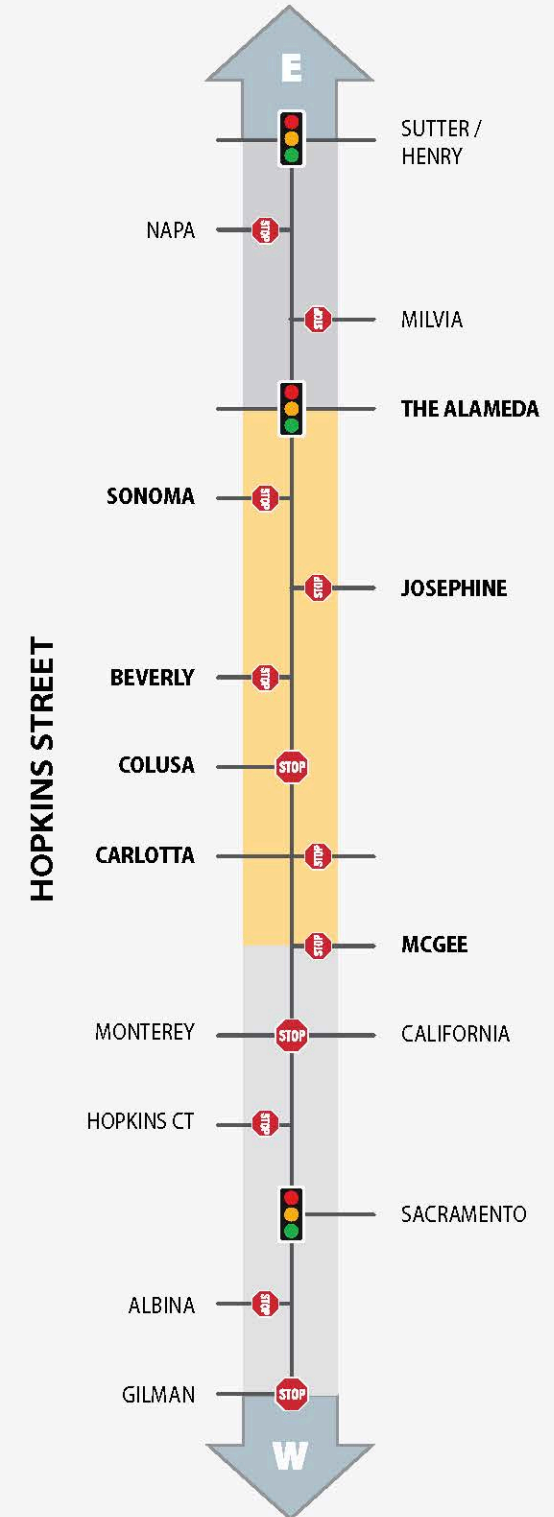 E
SUTTER /
HENRY
NAPA
STOP
STOP
MILVIA
THE ALAMEDA
SONOMA
STOP
STOP
JOSEPHINE
BEVERLY
STOP
COLUSA
STOP
CARLOTTA
STOP
STOP
MCGEE
MONTEREY
STOP
CALIFORNIA
HOPKINS CT
STOP
SACRAMENTO
ALBINA
STOP
GILMAN
STOP
W
HOPKINS STREET